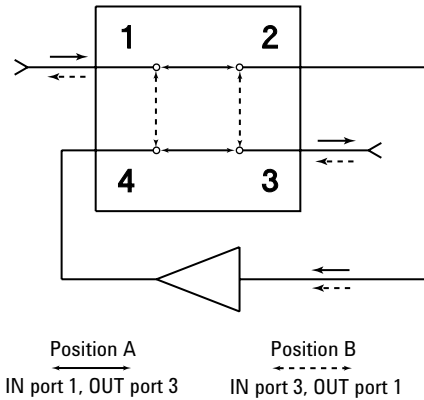 1 2
4 3
Position A Position B
IN port 1, OUT port 3 IN port 3, OUT port 1